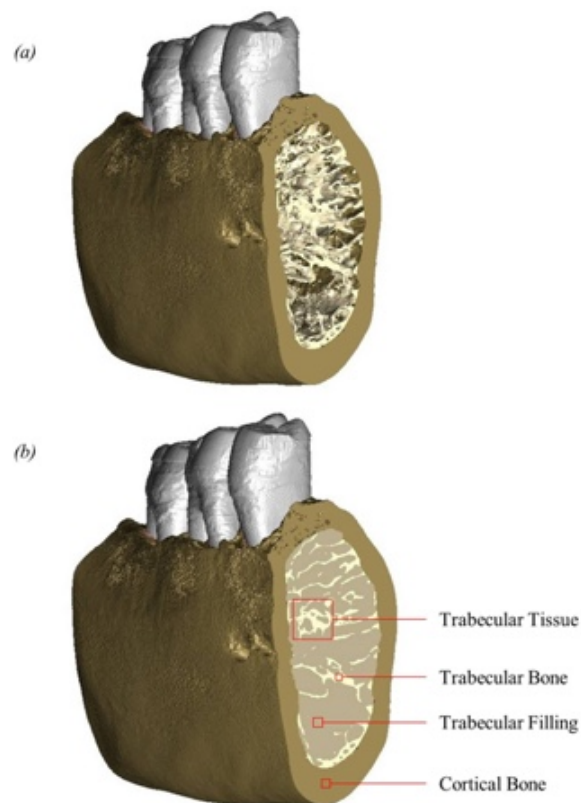 (a)
(b)
Trabecular Tissue
Trabecular Bone
Trabecular Filling
Cortical Bone